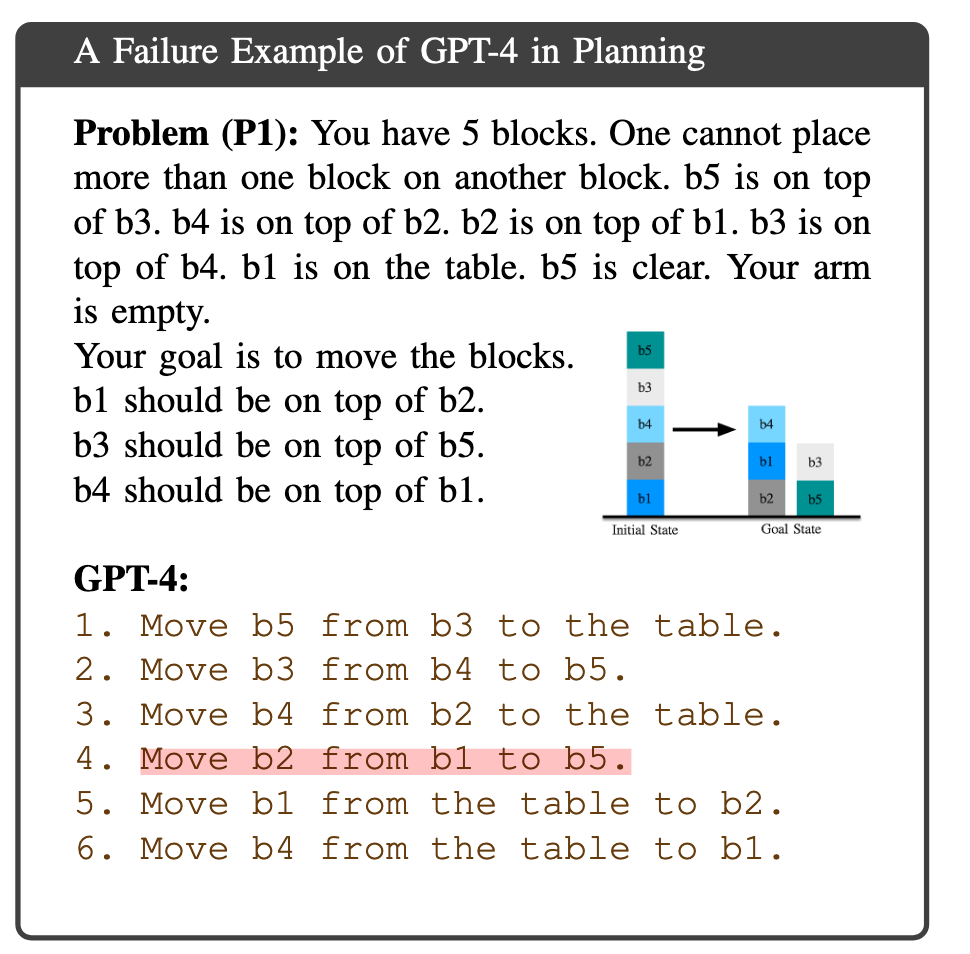 A Failure Example of GPT-4 in Planning
Problem (P1): You have 5 blocks. One cannot place
more than one block on another block. b5 is on top
of b3. b4 is on top of b2. b2 is on top of b1. b3 is on
top of b4. b1 is on the table. b5 is clear. Your arm
is empty.
Your goal is to move the blocks.
b1 should be on top of b2.
b3 should be on top of b5.
b4 should be on top of b1.
b5
b3
b4
b2
b1
Initial State
b4
b1
b2
b3
b5
Goal State
GPT-4:
1. Move b5 from b3 to the table.
2. Move b3 from b4 to b5.
3. Move b4 from b2 to the table.
4. Move b2 from b1 to b5.
5. Move b1 from the table to b2.
6. Move b4 from the table to b1.